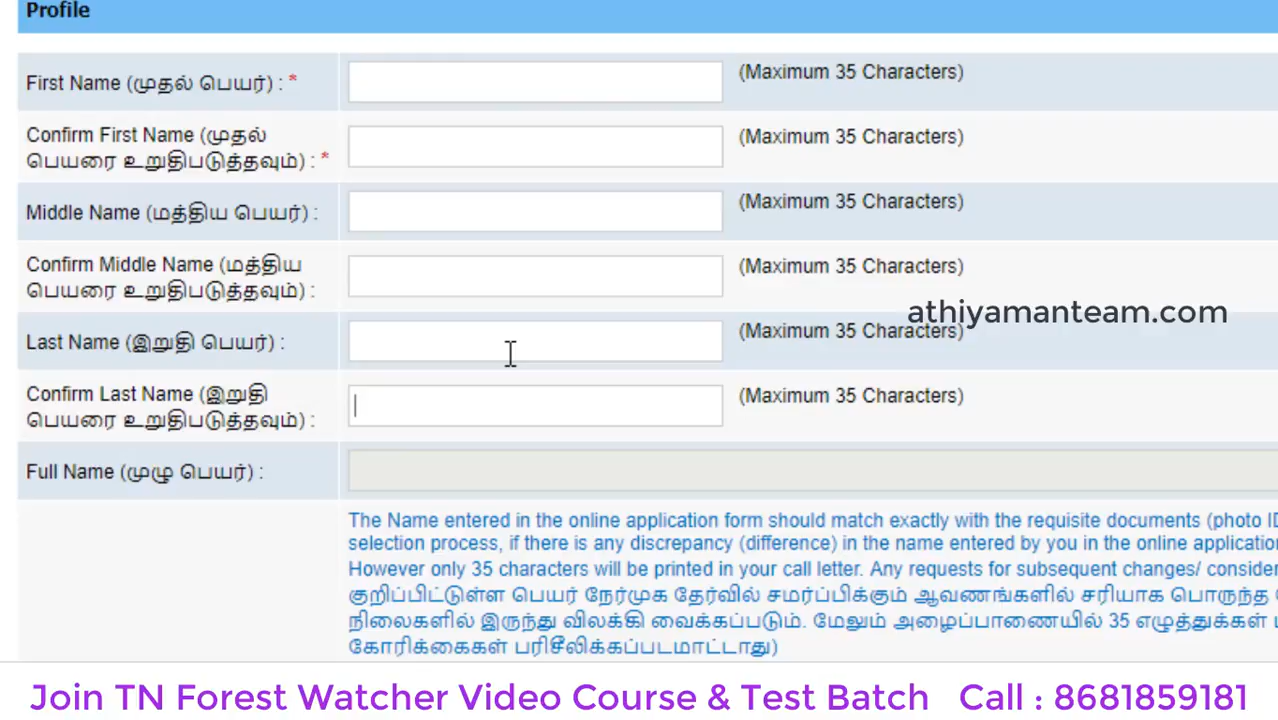 Profile
First Name (முதல் பெயர்) : *
(Maximum 35 Characters)
Confirm First Name (முதல்
பெயரை உறுதிபடுத்தவும்) : *
(Maximum 35 Characters)
Middle Name (மத்திய பெயர்) :
(Maximum 35 Characters)
Confirm Middle Name (மத்திய
பெயரை உறுதிபடுத்தவும்) :
(Maximum 35 Characters)
athiyamanteam.com
Last Name (இறுதி பெயர்) :
(Maximum 35 Characters)
Confirm Last Name (இறுதி
பெயரை உறுதிபடுத்தவும்) :
(Maximum 35 Characters)
Full Name (முழு பெயர்) :
The Name entered in the online application form should match exactly with the requisite documents (photo ID
selection process, if there is any discrepancy (difference) in the name entered by you in the online application
However only 35 characters will be printed in your call letter. Any requests for subsequent changes/ consider
குறிப்பிட்டுள்ள பெயர் நேர்முக தேர்வில் சமர்ப்பிக்கும் ஆவணங்களில் சரியாக பொருந்த
நிலைகளில் இருந்து விலக்கி வைக்கப்படும். மேலும் அழைப்பாணையில் 35 எழுத்துக்கள்
கோரிக்கைகள் பரிசீலிக்கப்படமாட்டாது)
Join TN Forest Watcher Video Course & Test Batch Call : 8681859181